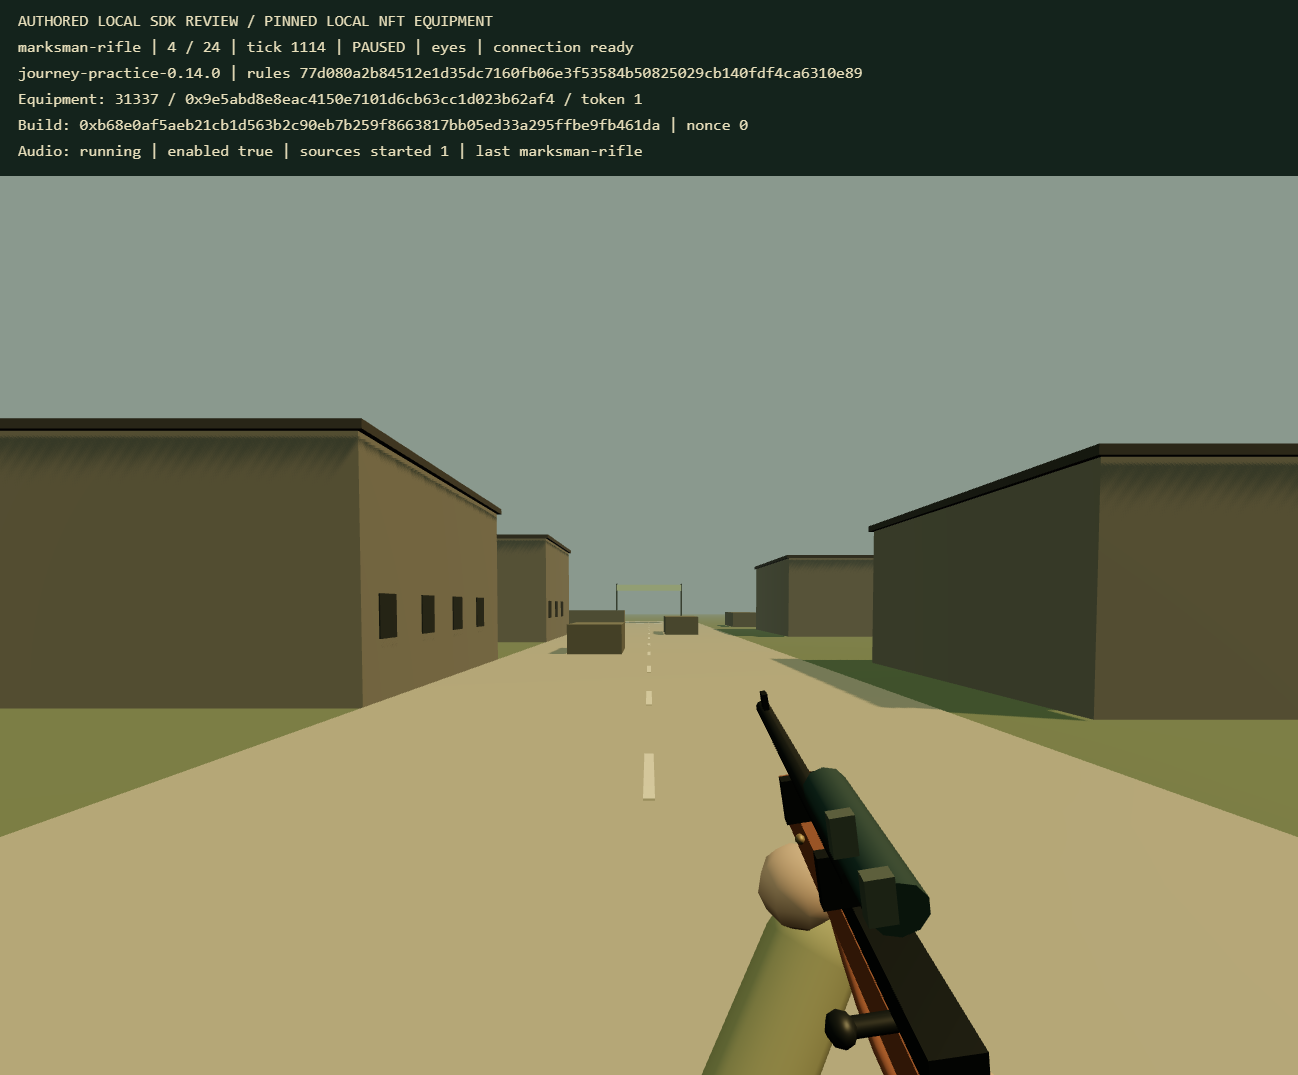 AUTHORED LOCAL SDK REVIEW / PINNED LOCAL NFT EQUIPMENT
marksman-rifle | 4 / 24 | tick 1114 | PAUSED | eyes | connection ready
journey-practice-0.14.0 | rules 77d080a2b84512e1d35dc7160fb06e3f53584b50825029cb140fdf4ca6310e89
Equipment: 31337 / 0x9e5abd8e8eac4150e7101d6cb63cc1d023b62af4 / token 1
Build: 0xb68e0af5aeb21cb1d563b2c90eb7b259f8663817bb05ed33a295ffbe9fb461da | nonce 0
Audio: running | enabled true | sources started 1 | last marksman-rifle